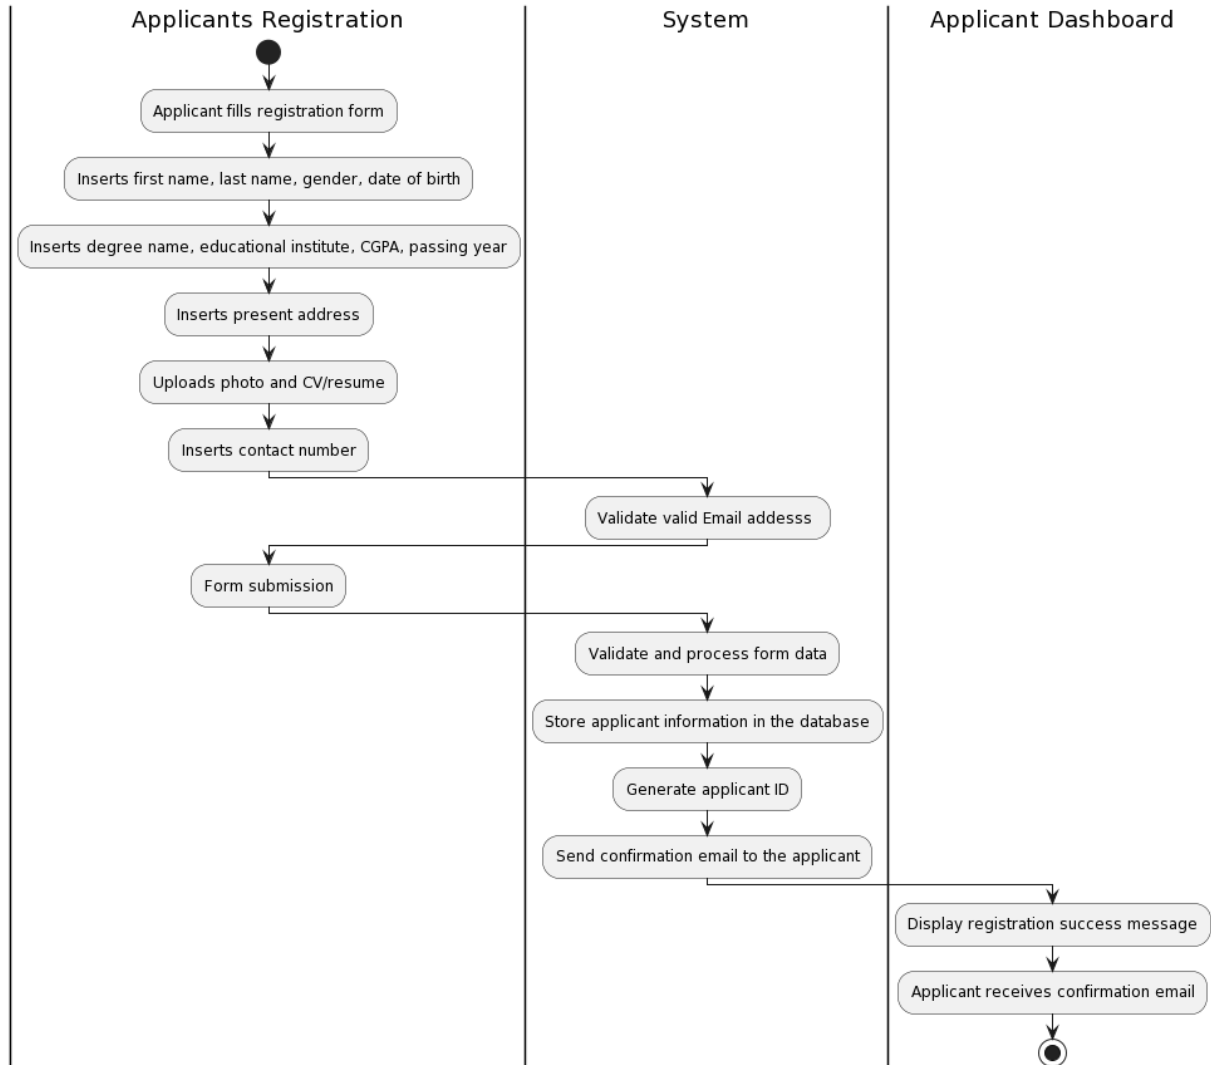 Applicants Registration
System
Applicant Dashboard
Applicant fills registration form
Inserts first name, last name, gender, date of birth
Inserts degree name, educational institute, CGPA, passing year
Inserts present address
Uploads photo and CV/resume
Inserts contact number
Validate valid Email addesss
Form submission
Validate and process form data
Store applicant information in the database
Generate applicant ID
Send confirmation email to the applicant
Display registration success message
Applicant receives confirmation email